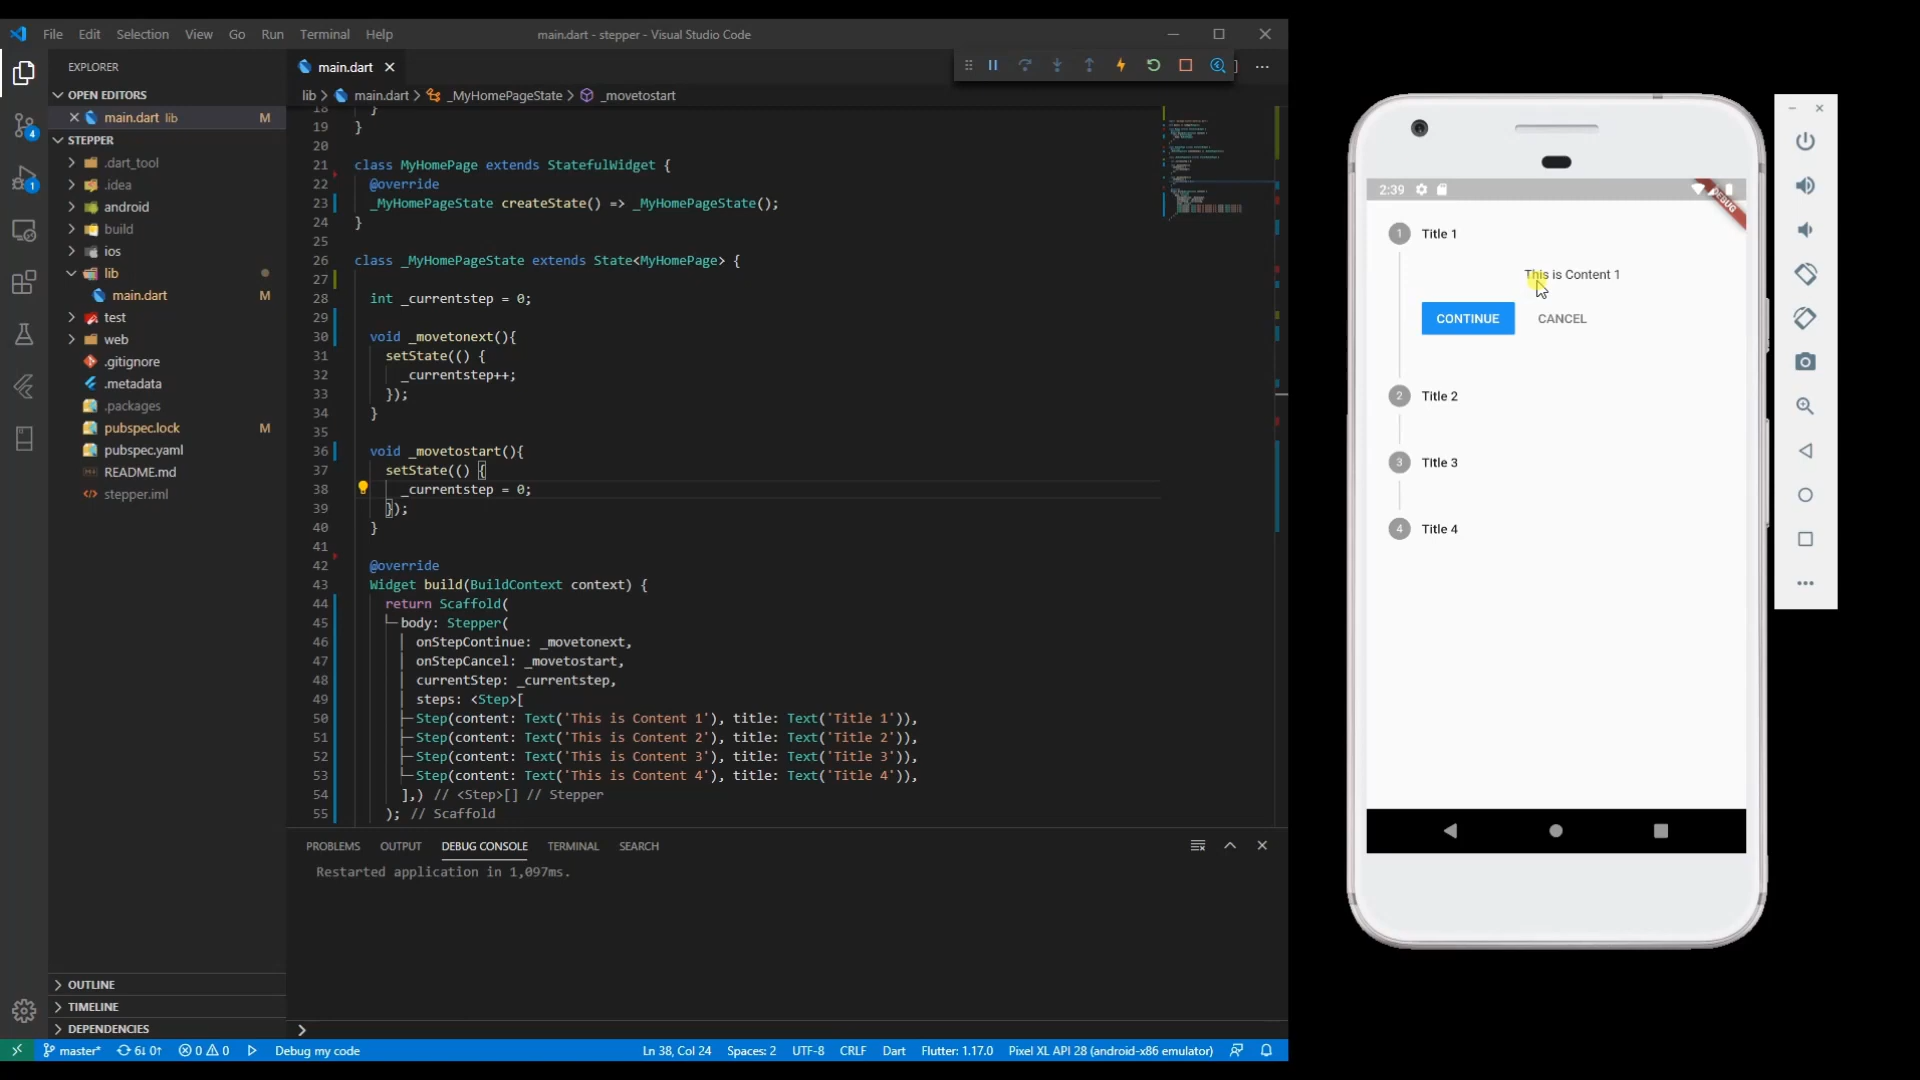 File Edit Selection View Go Run Terminal Help
main.dart - stepper - Visual Studio Code
EXPLORER
OPEN EDITORS
main.dart lib M
STEPPER
.dart_tool
.idea
android
build
ios
lib
main.dart M
test
web
.gitignore
.metadata
.packages
pubspec.lock M
pubspec.yaml
README.md
stepper.iml
OUTLINE
TIMELINE
DEPENDENCIES
4
1
main.dart
lib > main.dart > _MyHomePageState > _movetostart
18 }
19 }
20
21 class MyHomePage extends StatefulWidget {
22 @override
23 _MyHomePageState createState() => _MyHomePageState();
24 }
25
26 class _MyHomePageState extends State<MyHomePage> {
27
28 int _currentstep = 0;
29
30 void _movetonext(){
31 setState(() {
32 _currentstep++;
33 });
34 }
35
36 void _movetostart(){
37 setState(() {
38 _currentstep = 0;
39 });
40 }
41
42 @override
43 Widget build(BuildContext context) {
44 return Scaffold(
45 body: Stepper(
46 onStepContinue: _movetonext,
47 onStepCancel: _movetostart,
48 currentStep: _currentstep,
49 steps: <Step>[
50 Step(content: Text('This is Content 1'), title: Text('Title 1')),
51 Step(content: Text('This is Content 2'), title: Text('Title 2')),
52 Step(content: Text('This is Content 3'), title: Text('Title 3')),
53 Step(content: Text('This is Content 4'), title: Text('Title 4')),
54 ],) // <Step>[] // Stepper
55 ); // Scaffold
PROBLEMS OUTPUT DEBUG CONSOLE TERMINAL SEARCH
Restarted application in 1,097ms.
master* 6↓ 0↑ 0 0 Debug my code
Ln 38, Col 24 Spaces: 2 UTF-8 CRLF Dart Flutter: 1.17.0 Pixel XL API 28 (android-x86 emulator)
2:39
DEBUG
1 Title 1
This is Content 1
CONTINUE CANCEL
2 Title 2
3 Title 3
4 Title 4